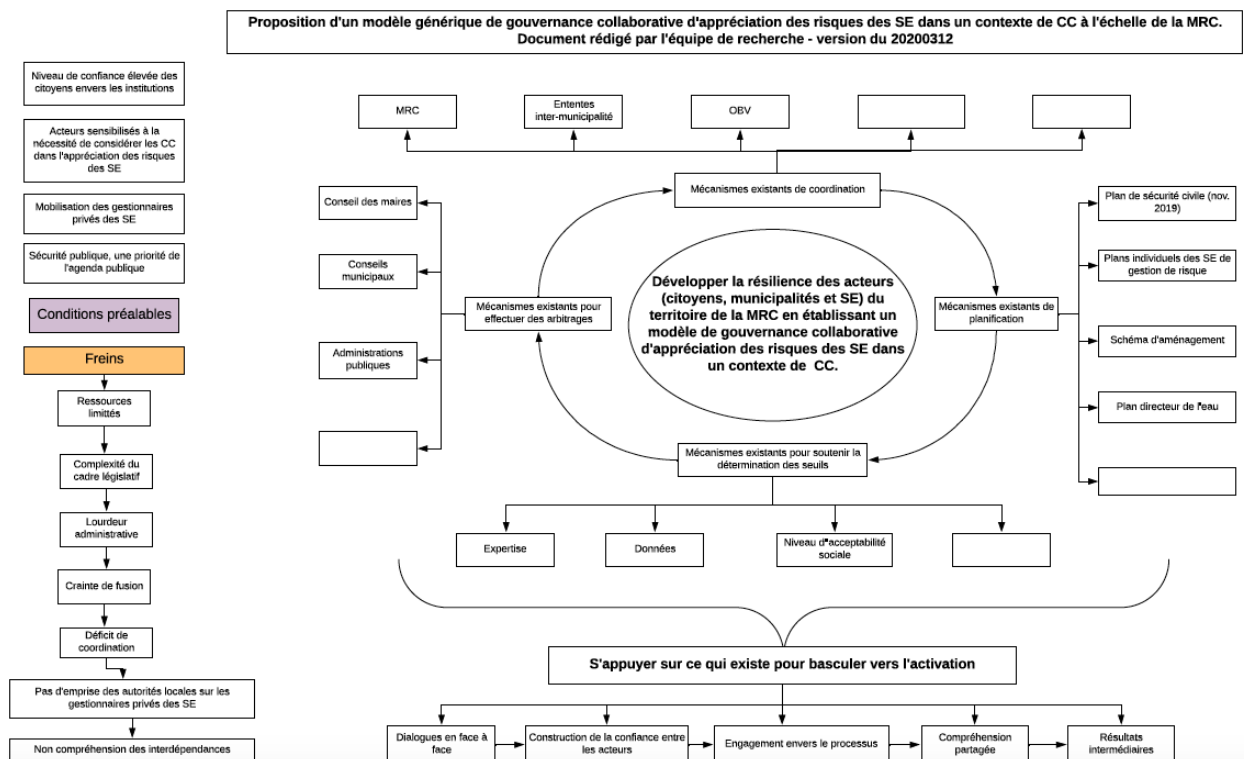 Proposition d'un modèle générique de gouvernance collaborative d'appréciation des risques des SE dans un contexte de CC à l'échelle de la MRC.
Document rédigé par l'équipe de recherche - version du 20200312
Niveau de confiance élevée des
citoyens envers les institutions
Acteurs sensibilisés à la
nécessité de considérer les CC
dans l'appréciation des risques
des SE
Mobilisation des gestionnaires
privés des SE
Sécurité publique, une priorité de
l'agenda publique
Conditions préalables
Freins
Ressources
limittés
Complexité du
cadre législatif
Lourdeur
administrative
Crainte de fusion
Déficit de
coordination
Pas d'emprise des autorités locales sur les
gestionnaires privés des SE
Non compréhension des interdépendances
MRC
Ententes
inter-municipalité
OBV
Mécanismes existants de coordination
Conseil des maires
Conseils
municipaux
Administrations
publiques
Mécanismes existants pour
effectuer des arbitrages
Développer la résilience des acteurs
(citoyens, municipalités et SE) du
territoire de la MRC en établissant un
modèle de gouvernance collaborative
d'appréciation des risques des SE dans
un contexte de CC.
Mécanismes existants de
planification
Plan de sécurité civile (nov.
2019)
Plans individuels des SE de
gestion de risque
Schéma d'aménagement
Plan directeur de l'eau
Mécanismes existants pour soutenir la
détermination des seuils
Expertise
Données
Niveau d'acceptabilité
sociale
S'appuyer sur ce qui existe pour basculer vers l'activation
Dialogues en face à
face
Construction de la confiance entre
les acteurs
Engagement envers le processus
Compréhension
partagée
Résultats
intermédiaires